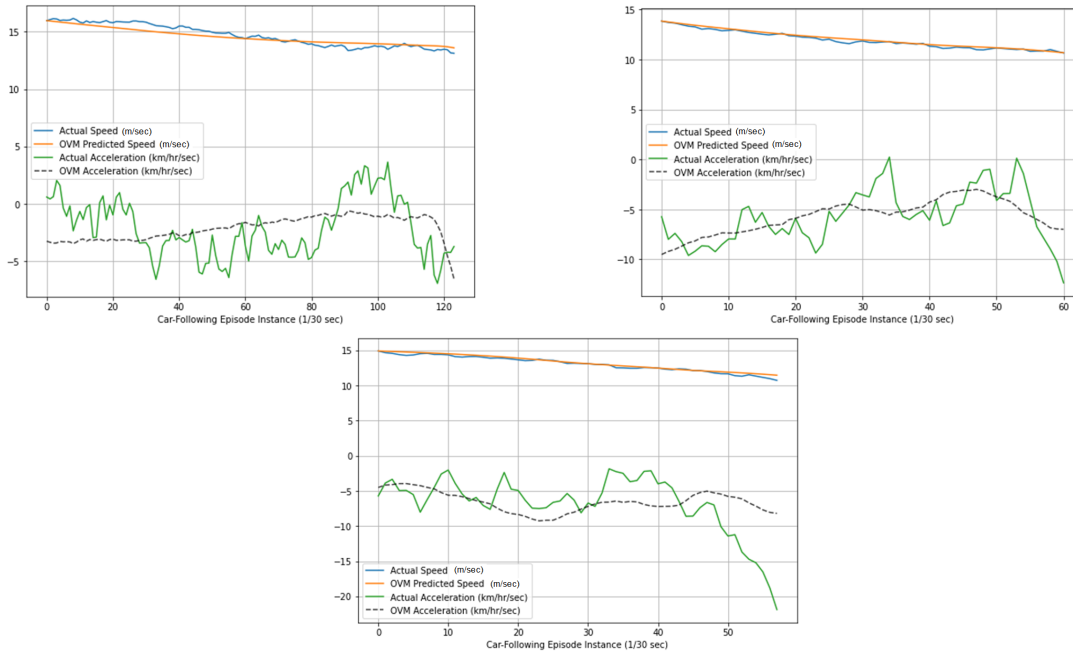 15
10
5
0
−5
Actual Speed (m/sec)
OVM Predicted Speed (m/sec)
Actual Acceleration (km/hr/sec)
OVM Acceleration (km/hr/sec)
0 20 40 60 80 100 120
Car-Following Episode Instance (1/30 sec)
15
10
5
0
−5
−10
Actual Speed (m/sec)
OVM Predicted Speed (m/sec)
Actual Acceleration (km/hr/sec)
OVM Acceleration (km/hr/sec)
0 10 20 30 40 50 60
Car-Following Episode Instance (1/30 sec)
15
10
5
0
−5
−10
−15
−20
Actual Speed (m/sec)
OVM Predicted Speed (m/sec)
Actual Acceleration (km/hr/sec)
OVM Acceleration (km/hr/sec)
0 10 20 30 40 50
Car-Following Episode Instance (1/30 sec)